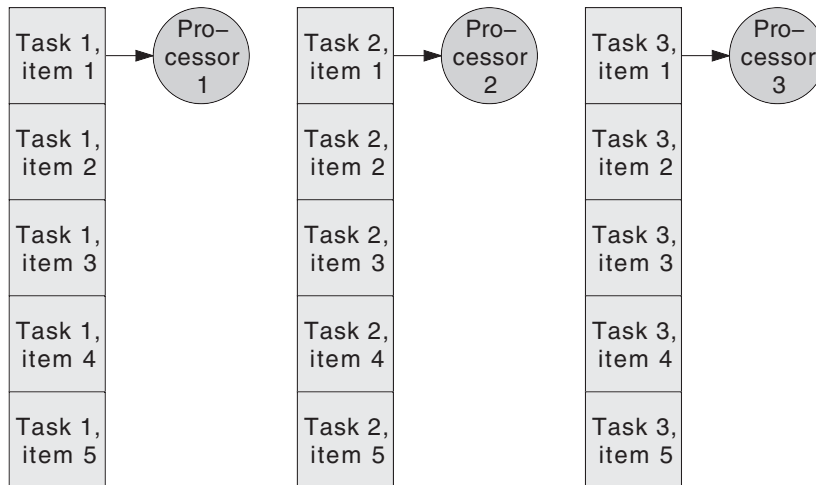 Task 1,
item 1
Pro–
cessor
1
Task 2,
item 1
Pro–
cessor
2
Task 3,
item 1
Pro–
cessor
3
Task 1,
item 2
Task 2,
item 2
Task 3,
item 2
Task 1,
item 3
Task 2,
item 3
Task 3,
item 3
Task 1,
item 4
Task 2,
item 4
Task 3,
item 4
Task 1,
item 5
Task 2,
item 5
Task 3,
item 5